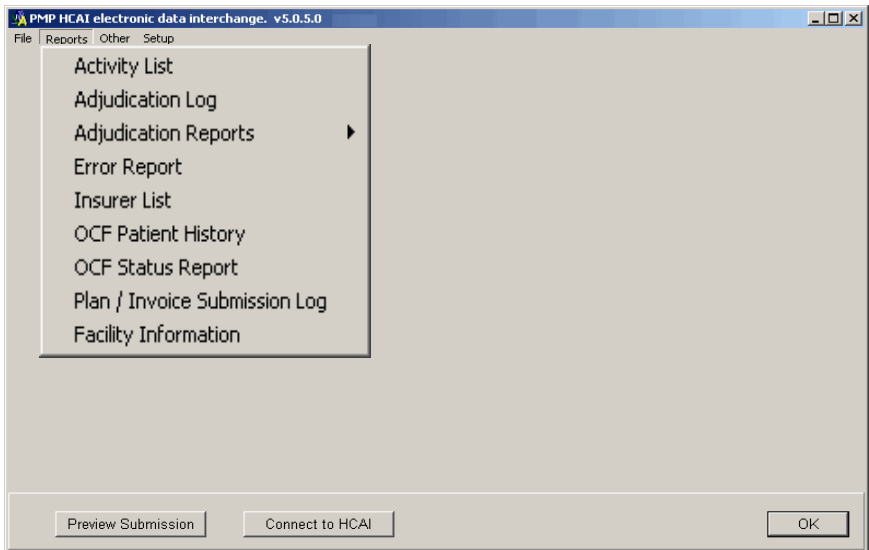 PMP HCAI electronic data interchange. v5.0.5.0
File Reports Other Setup
Activity List
Adjudication Log
Adjudication Reports
Error Report
Insurer List
OCF Patient History
OCF Status Report
Plan / Invoice Submission Log
Facility Information
Preview Submission Connect to HCAI OK